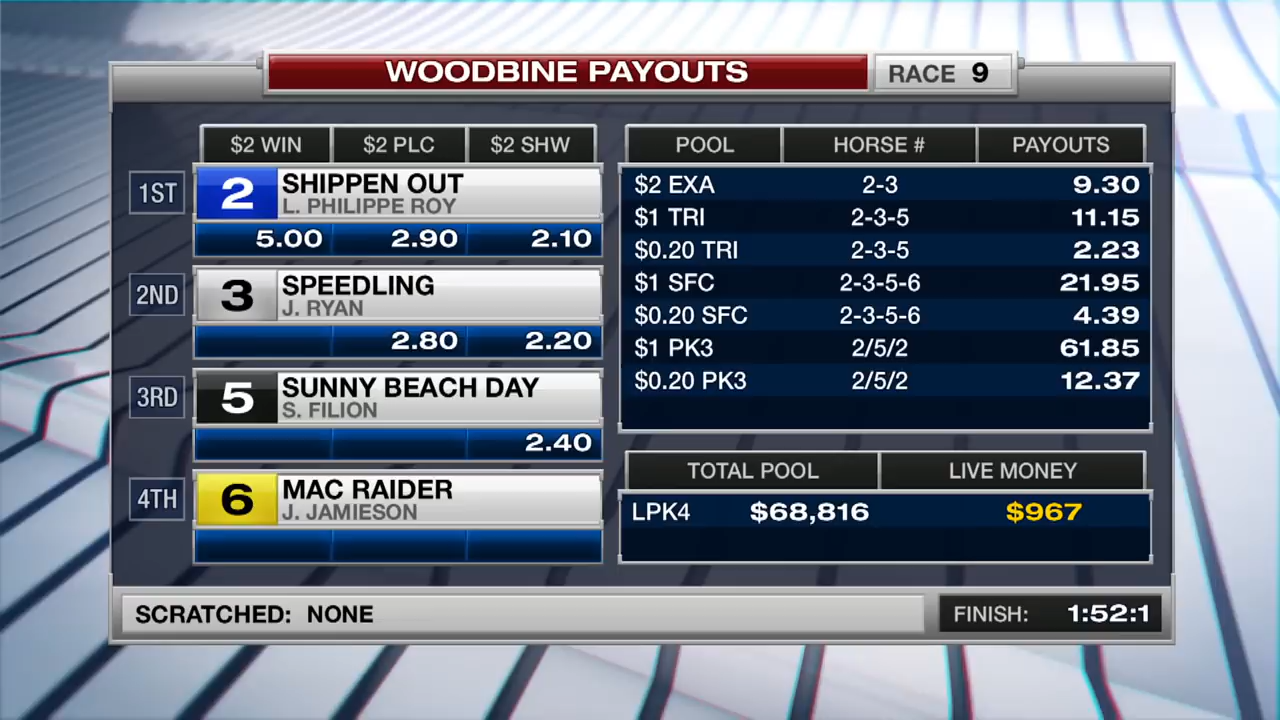 WOODBINE PAYOUTS RACE 9
$2 WIN $2 PLC $2 SHW
1ST 2 SHIPPEN OUT
L. PHILIPPE ROY
5.00 2.90 2.10
2ND 3 SPEEDLING
J. RYAN
2.80 2.20
3RD 5 SUNNY BEACH DAY
S. FILION
2.40
4TH 6 MAC RAIDER
J. JAMIESON
POOL HORSE # PAYOUTS
$2 EXA 2-3 9.30
$1 TRI 2-3-5 11.15
$0.20 TRI 2-3-5 2.23
$1 SFC 2-3-5-6 21.95
$0.20 SFC 2-3-5-6 4.39
$1 PK3 2/5/2 61.85
$0.20 PK3 2/5/2 12.37
TOTAL POOL LIVE MONEY
LPK4 $68,816 $967
SCRATCHED: NONE
FINISH: 1:52:1